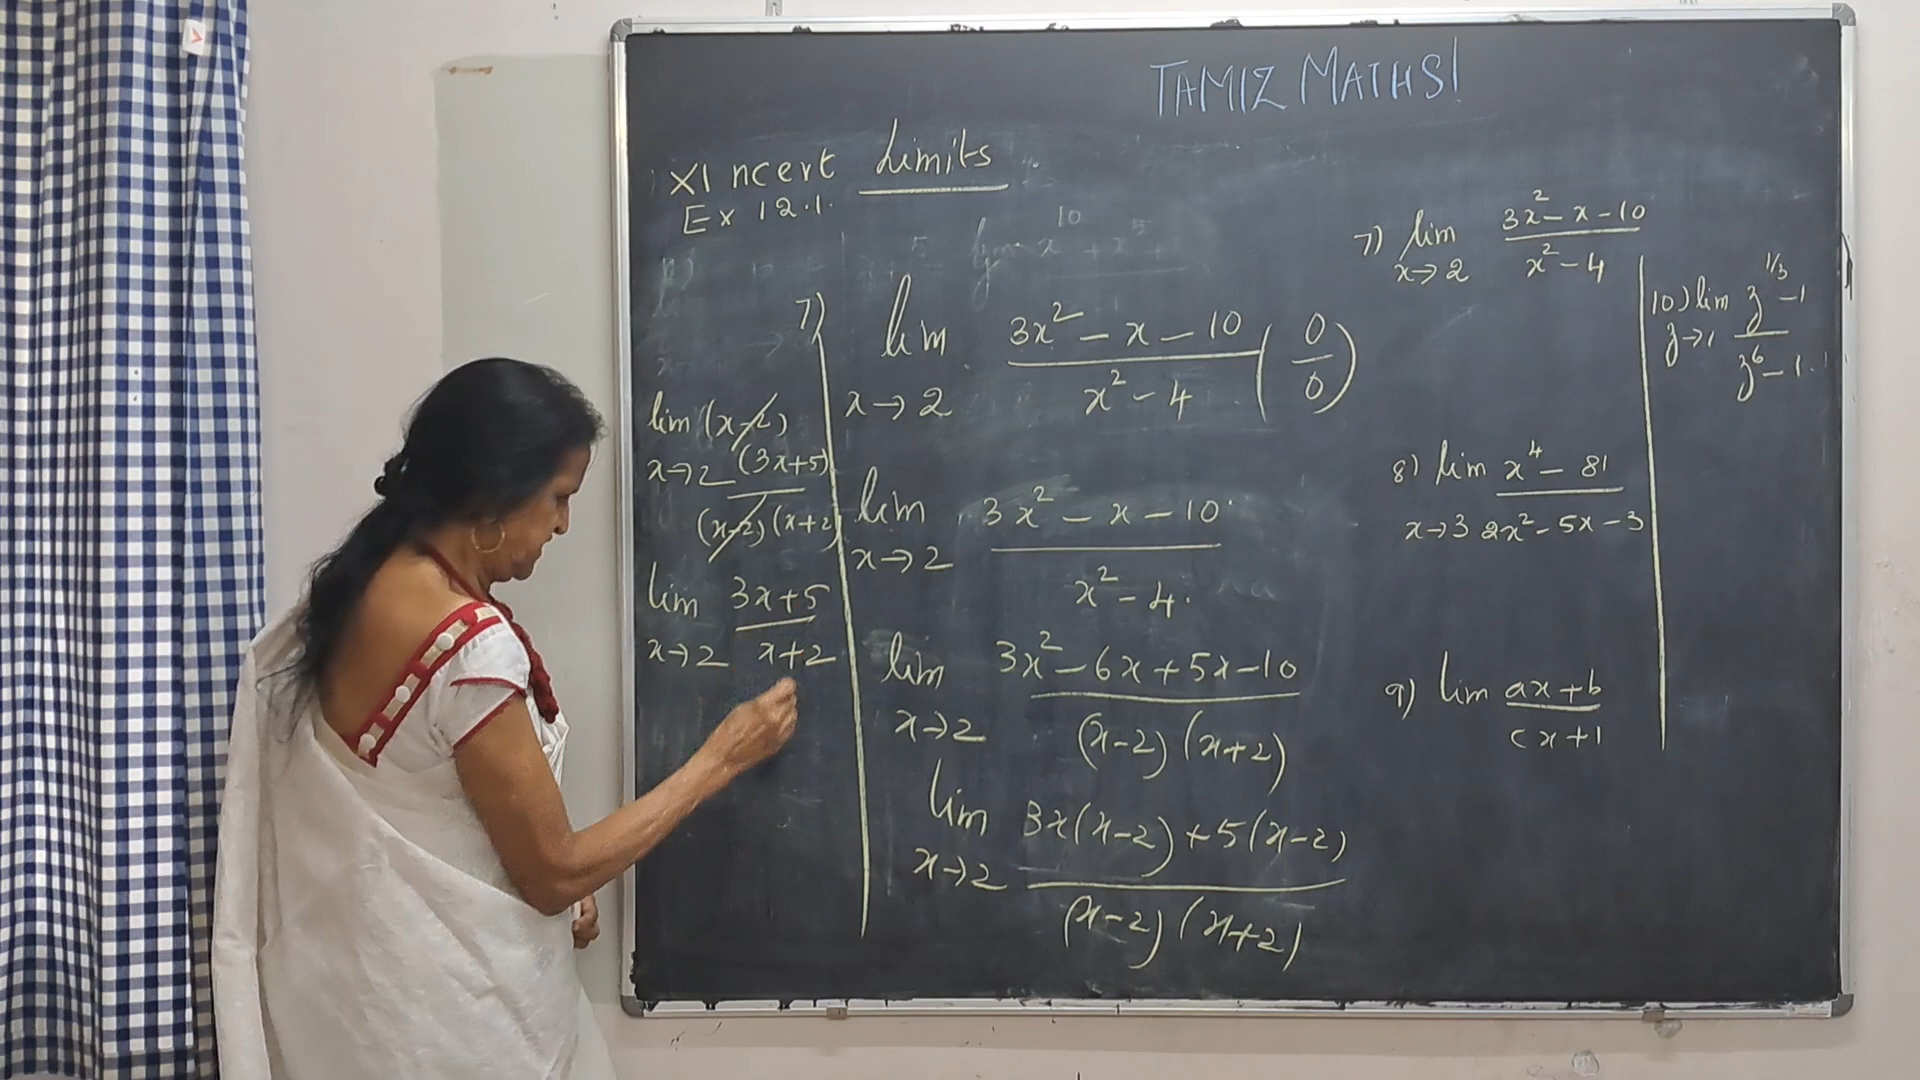 TAMIZ MATHS1
XI ncert Limits
Ex 12.1.
7) lim 3x² - x - 10 / x² - 4 (0/0)
x→2
lim 3x² - x - 10 / x² - 4.
x→2
lim 3x² - 6x + 5x - 10 / (x-2)(x+2)
x→2
lim 3x(x-2) + 5(x-2) / (x-2)(x+2)
x→2
lim (x-2)
x→2 (3x+5)
(x-2)(x+2)
lim 3x+5
x→2 x+2
7) lim 3x² - x - 10
x→2 x² - 4
8) lim x⁴ - 81
x→3 2x² - 5x - 3
9) lim ax+b
cx+1
10) lim z^1/3 - 1
z→1 z⁶ - 1.